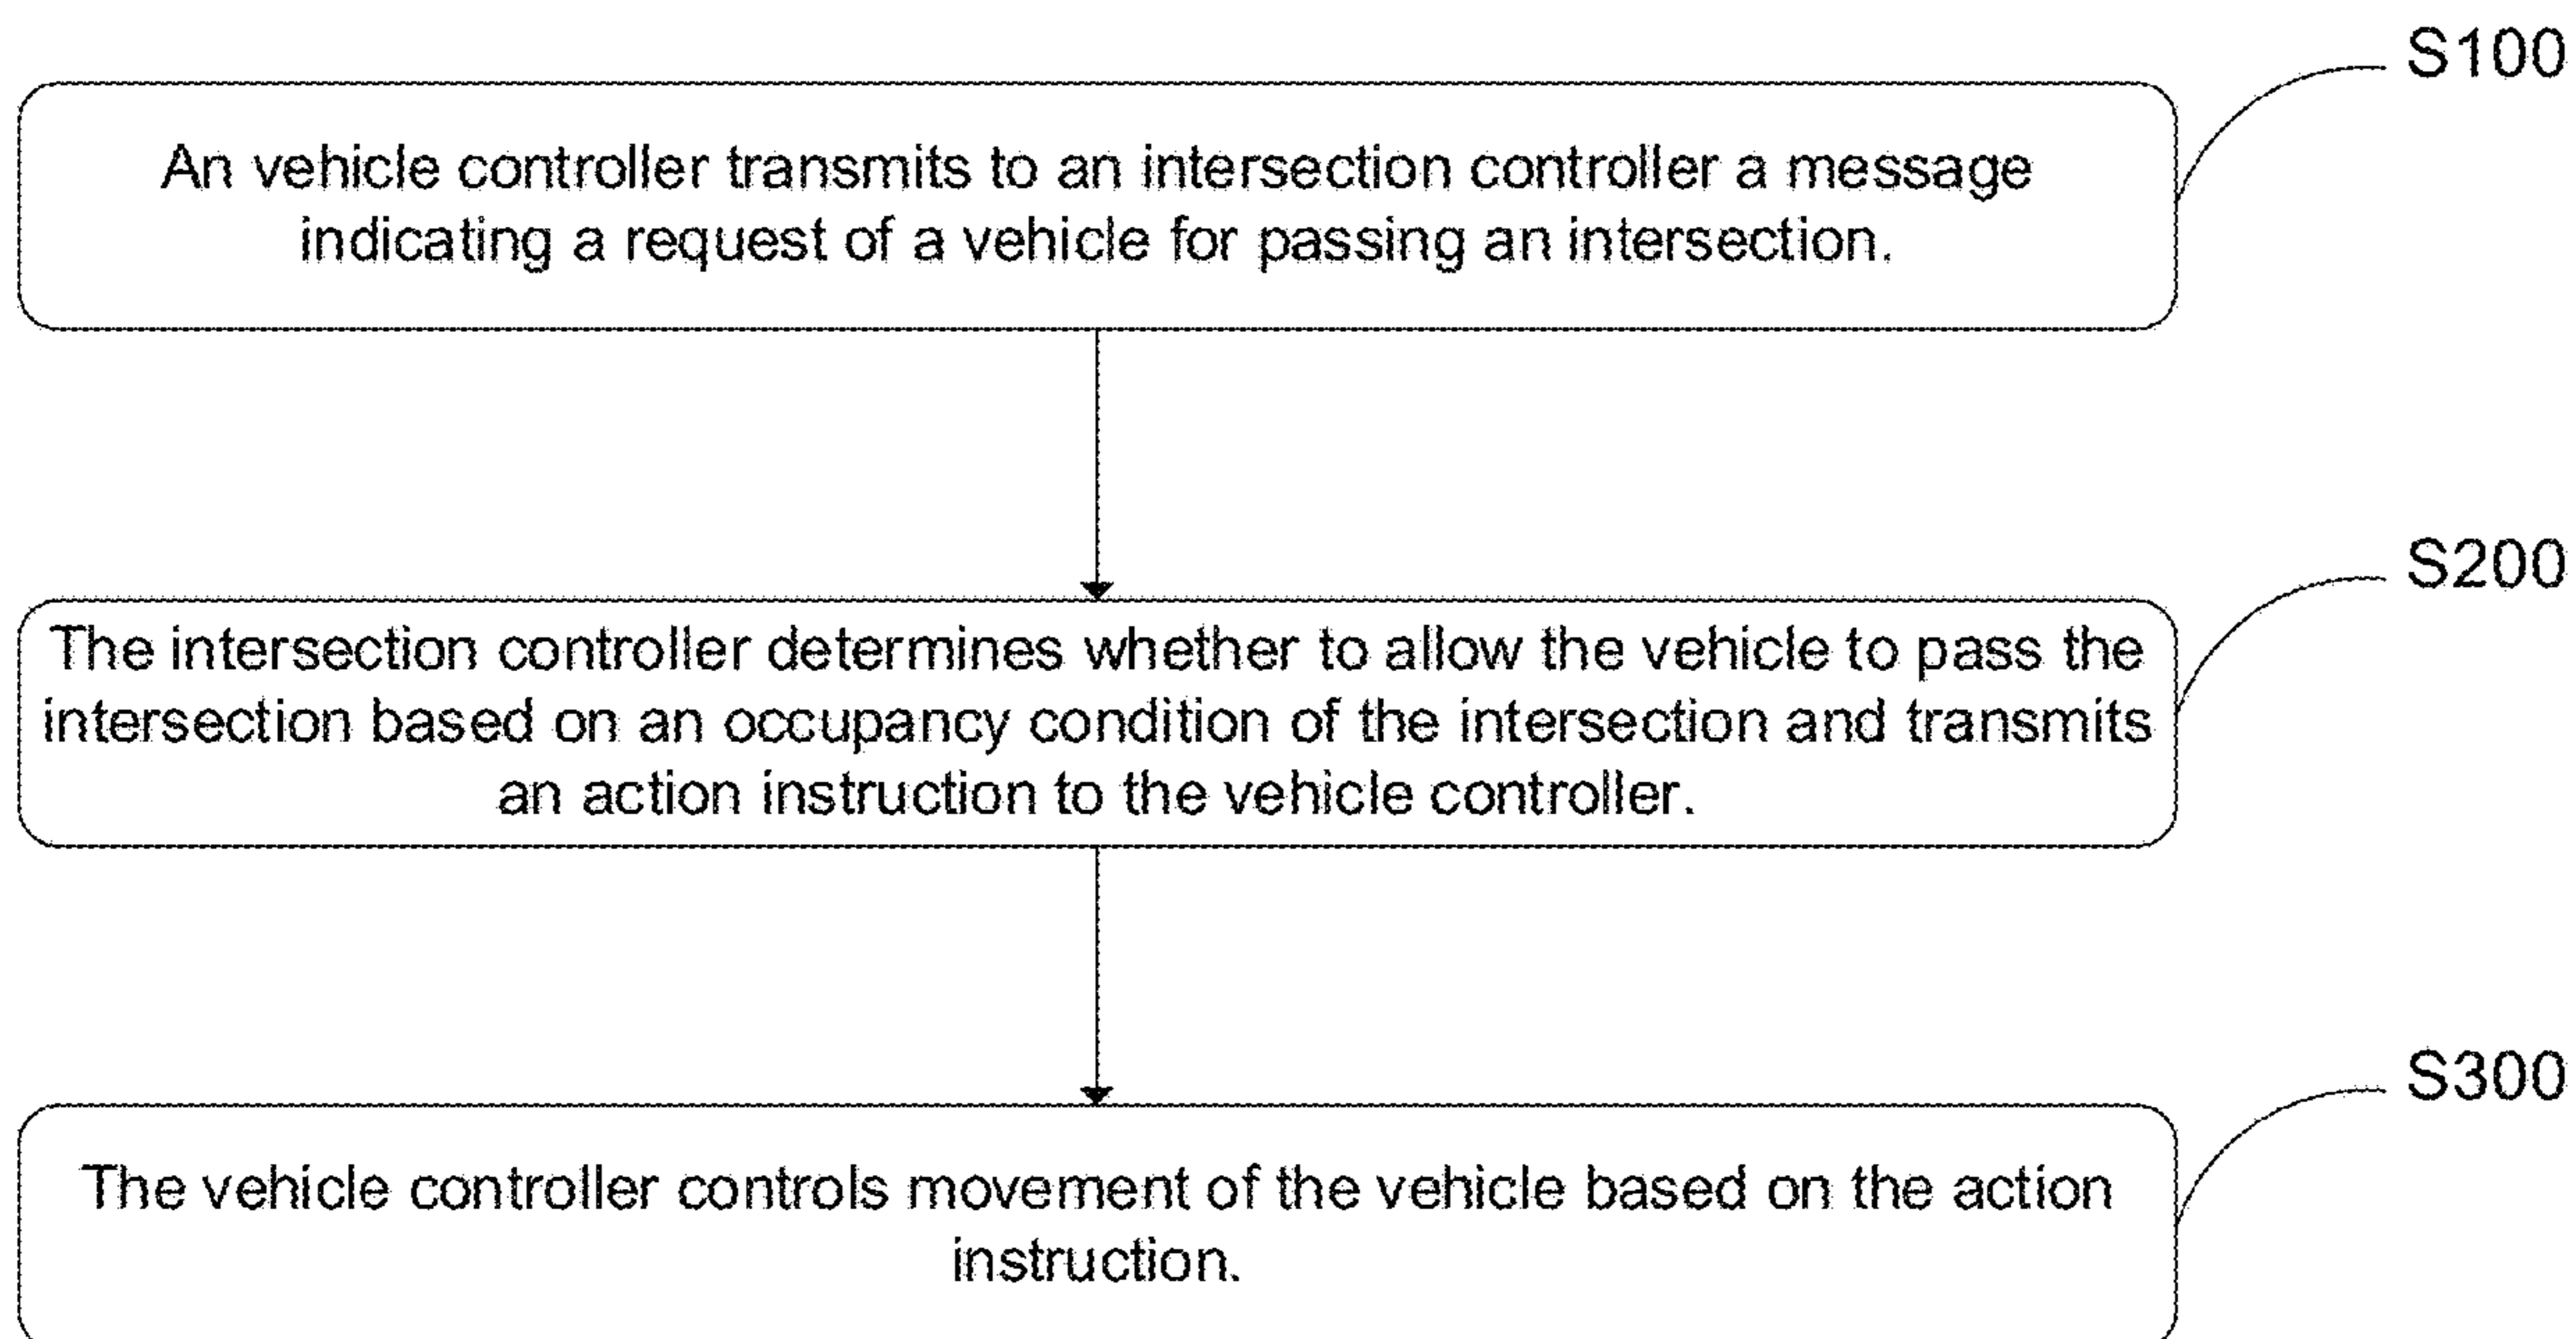 S100
An vehicle controller transmits to an intersection controller a message
indicating a request of a vehicle for passing an intersection.
S200
The intersection controller determines whether to allow the vehicle to pass the
intersection based on an occupancy condition of the intersection and transmits
an action instruction to the vehicle controller.
S300
The vehicle controller controls movement of the vehicle based on the action
instruction.